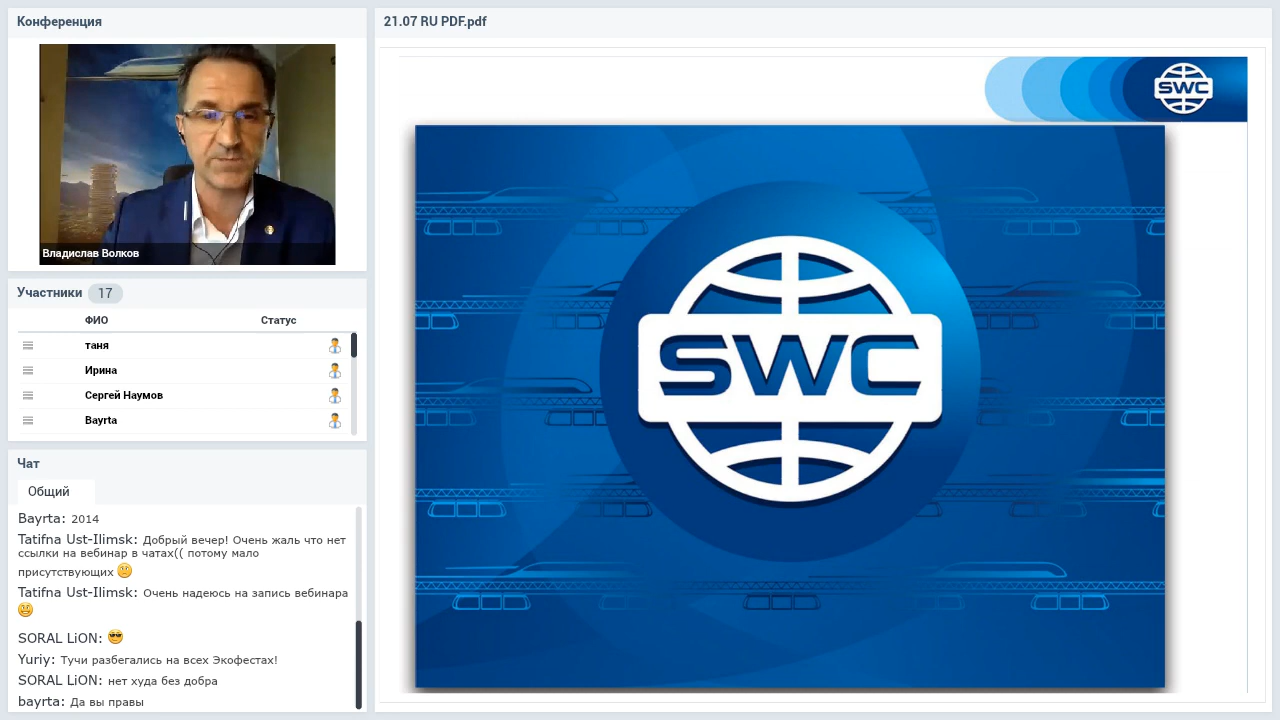 Конференция
Владислав Волков
Участники 17
ФИО Статус
таня
Ирина
Сергей Наумов
Bayrta
Чат
Общий
Bayrta: 2014
Tatifna Ust-Ilimsk: Добрый вечер! Очень жаль что нет
ссылки на вебинар в чатах(( потому мало
присутствующих
Tatifna Ust-Ilimsk: Очень надеюсь на запись вебинара
SORAL LiON:
Yuriy: Тучи разбегались на всех Экофестах!
SORAL LiON: нет худа без добра
bayrta: Да вы правы
21.07 RU PDF.pdf
SWC
SWC